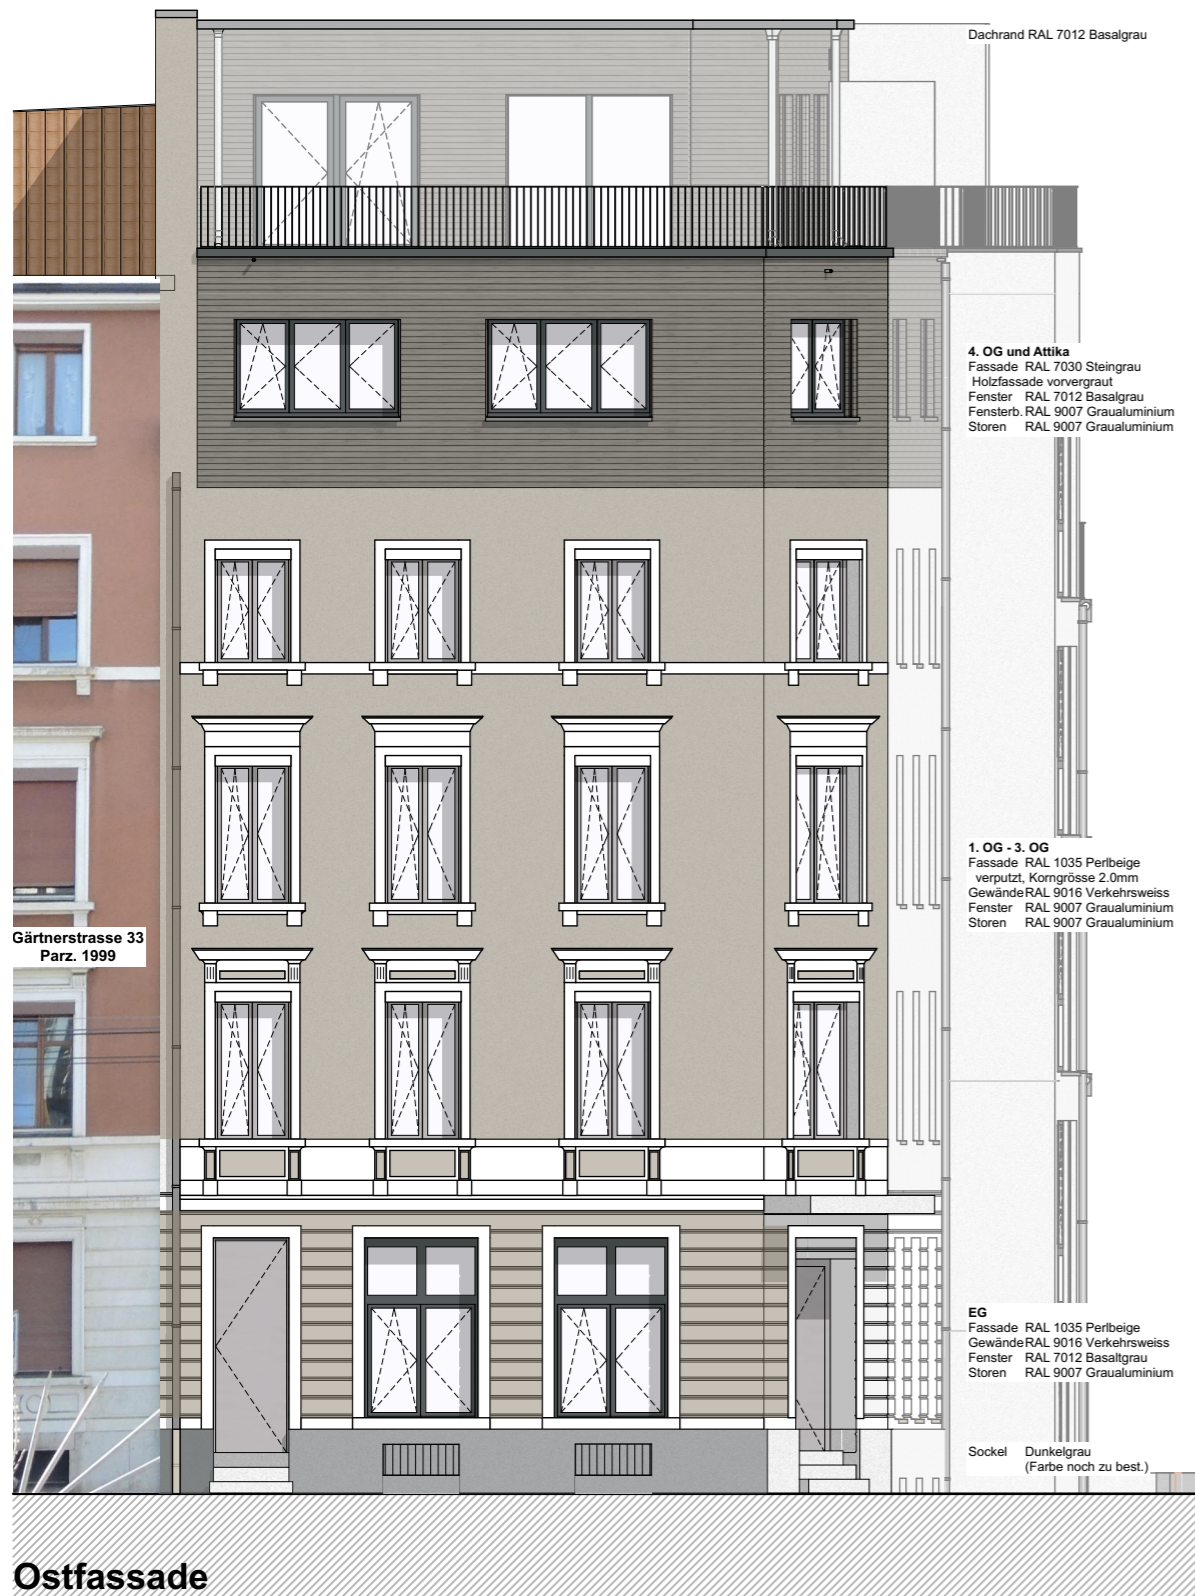 Dachrand RAL 7012 Basalgrau
4. OG und Attika
Fassade RAL 7030 Steingrau
Holzfassade vorvergraut
Fenster RAL 7012 Basalgrau
Fensterb. RAL 9007 Graualuminium
Storen RAL 9007 Graualuminium
1. OG - 3. OG
Fassade RAL 1035 Perlbeige
verputzt, Korngrösse 2.0mm
Gewände RAL 9016 Verkehrsweiss
Fenster RAL 9007 Graualuminium
Storen RAL 9007 Graualuminium
Gärtnerstrasse 33
Parz. 1999
EG
Fassade RAL 1035 Perlbeige
Gewände RAL 9016 Verkehrsweiss
Fenster RAL 7012 Basaltgrau
Storen RAL 9007 Graualuminium
Sockel Dunkelgrau
(Farbe noch zu best.)
Ostfassade